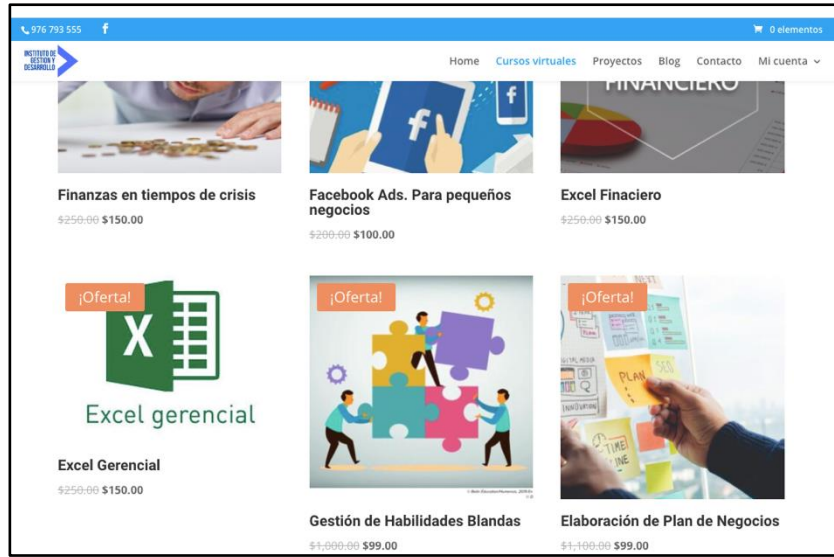 976 793 555 f 0 elementos
INSTITUTO DE
GESTION Y
DESARROLLO
Home Cursos virtuales Proyectos Blog Contacto Mi cuenta
f
f
FINANCIERO
Finanzas en tiempos de crisis
$250.00 $150.00
Facebook Ads. Para pequeños
negocios
$200.00 $100.00
Excel Finaciero
$250.00 $150.00
¡Oferta!
X
Excel gerencial
Excel Gerencial
$250.00 $150.00
¡Oferta!
Gestión de Habilidades Blandas
$1,000.00 $99.00
¡Oferta!
NEXT
PLAN
SEO
INNOVATION
TIME
LINE
Elaboración de Plan de Negocios
$1,100.00 $99.00